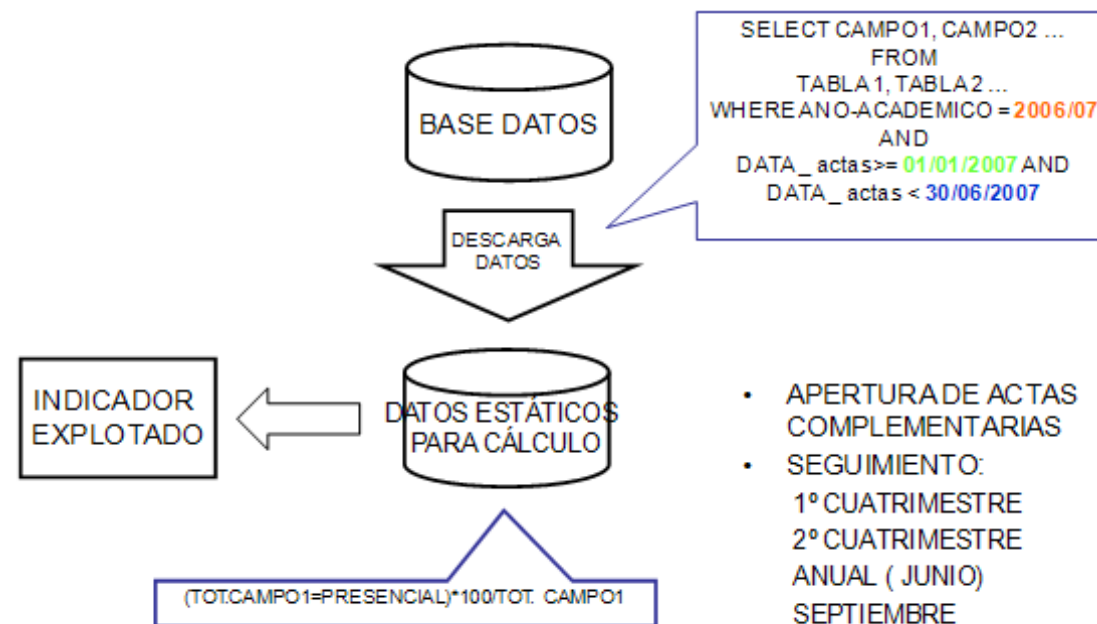 SELECT CAMPO1, CAMPO2 ...
FROM
TABLA 1, TABLA 2 ...
WHERE ANO-ACADEMICO = 2006/07
AND
DATA_ actas>= 01/01/2007 AND
DATA_ actas < 30/06/2007
BASE DATOS
DESCARGA
DATOS
DATOS ESTÁTICOS
PARA CÁLCULO
INDICADOR
EXPLOTADO
(TOT.CAMPO1=PRESENCIAL)*100/TOT. CAMPO1
• APERTURA DE ACTAS
COMPLEMENTARIAS
• SEGUIMIENTO:
1º CUATRIMESTRE
2º CUATRIMESTRE
ANUAL ( JUNIO)
SEPTIEMBRE